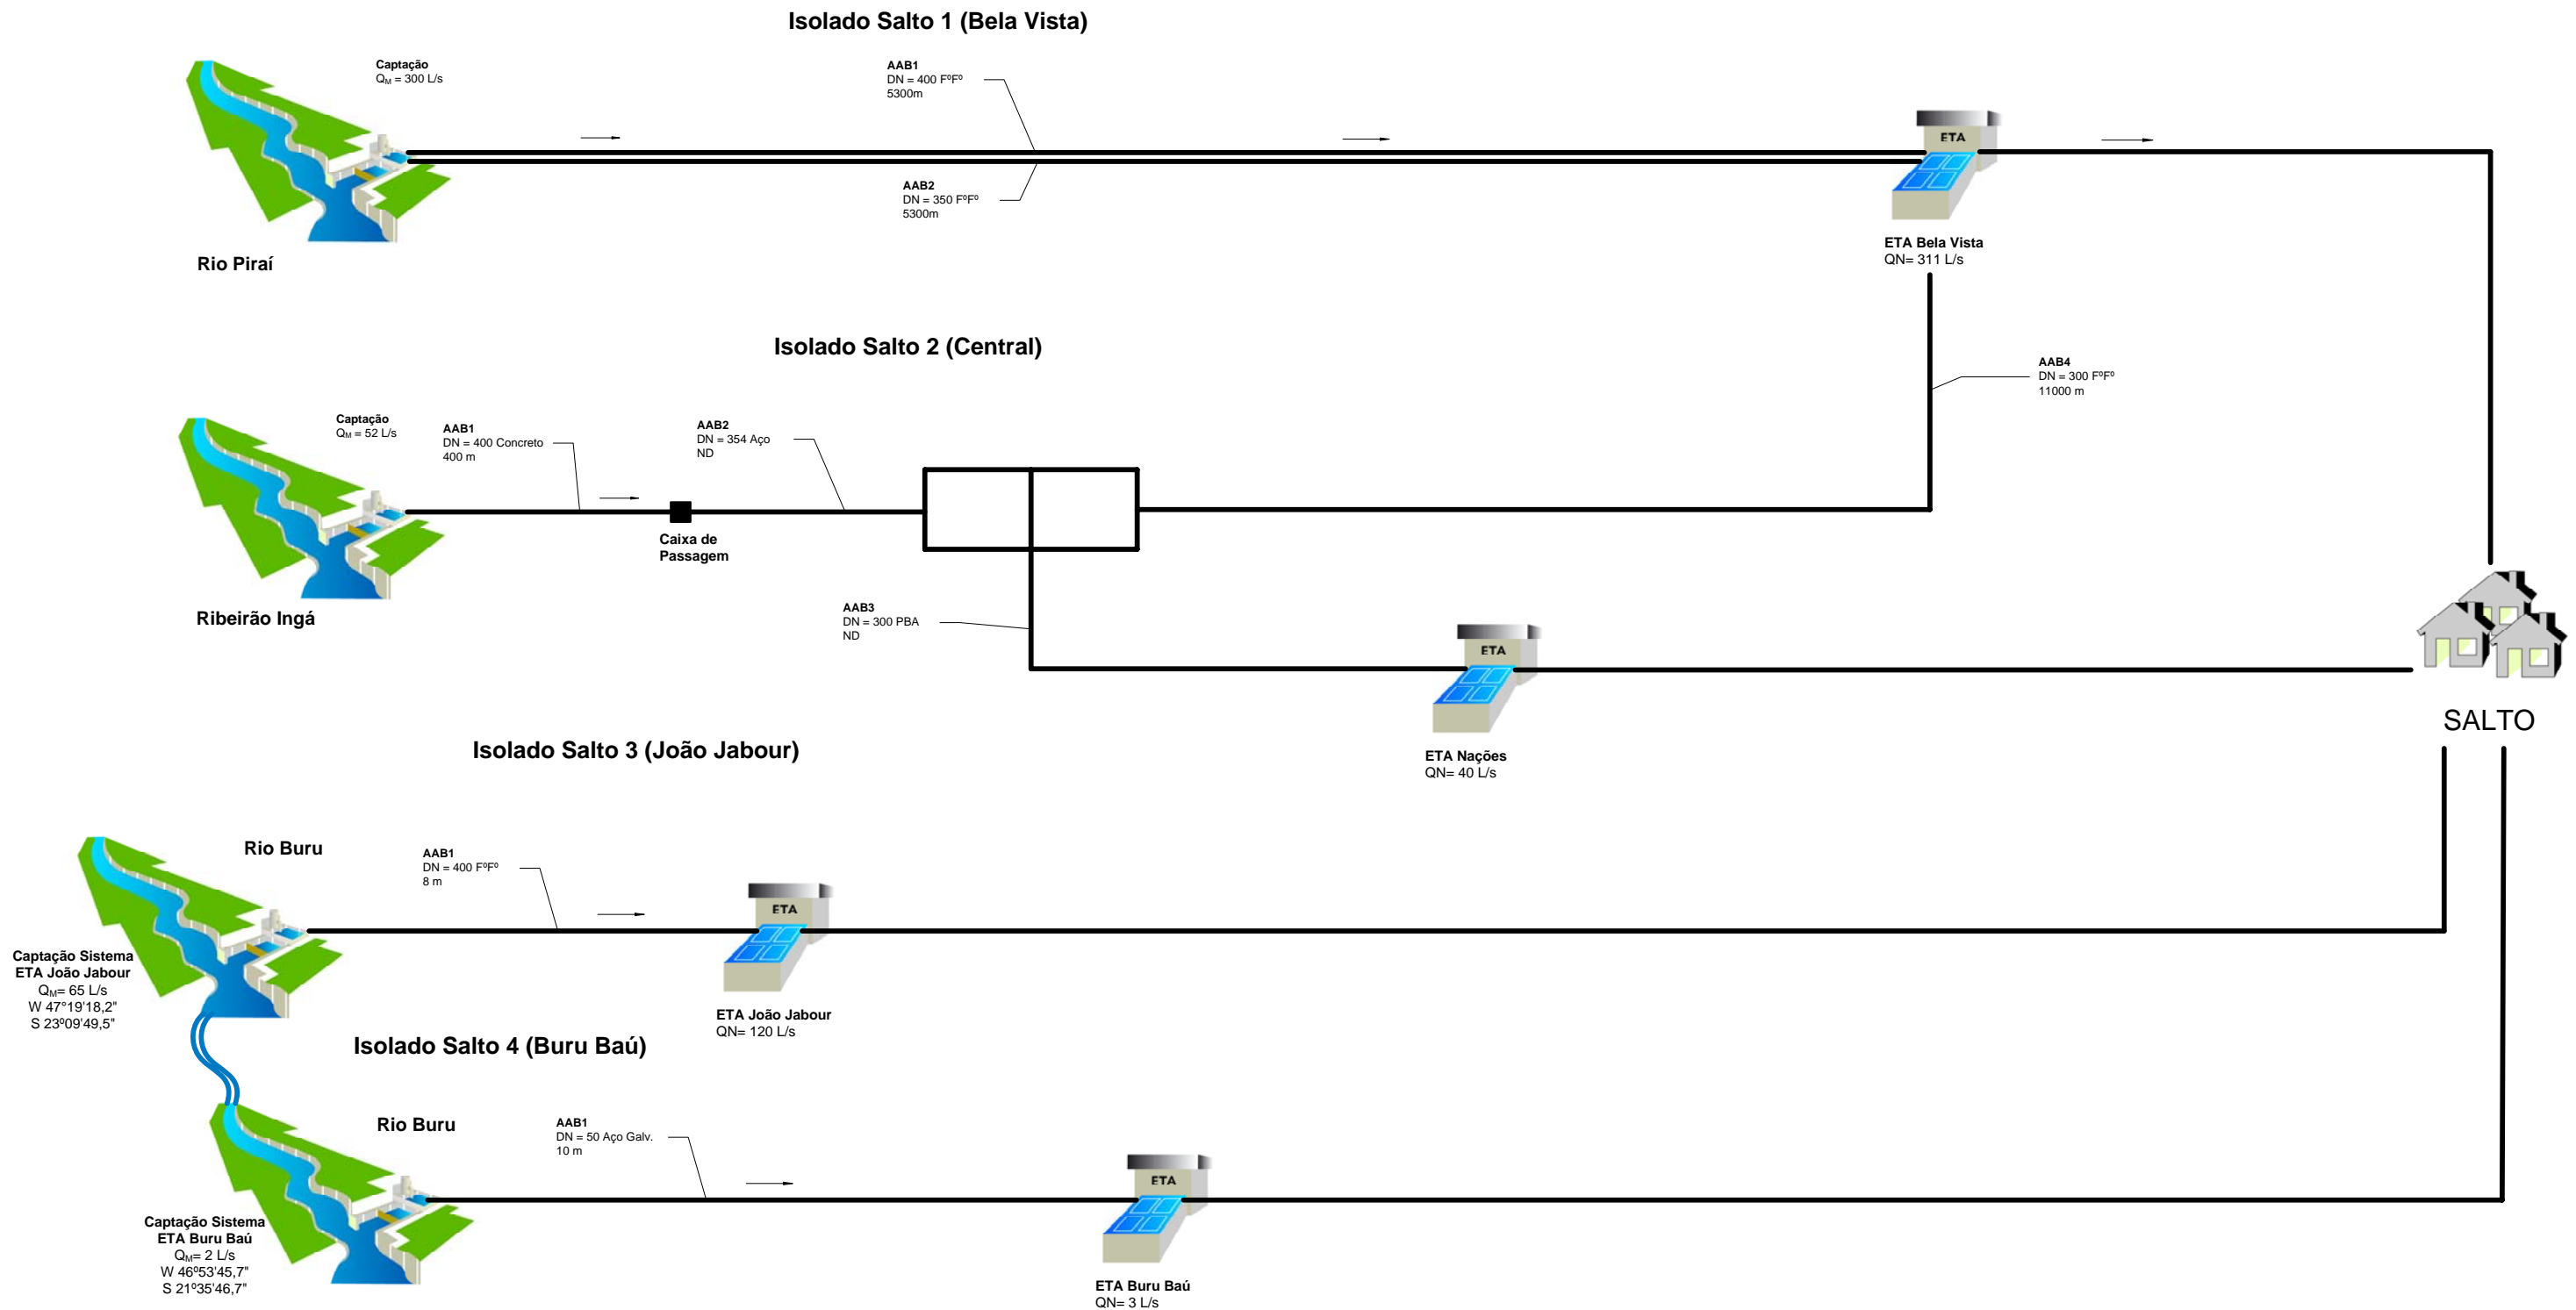 Isolado Salto 1 (Bela Vista)
Captação
QM = 300 L/s
AAB1
DN = 400 FºFº
5300m
ETA
AAB2
DN = 350 FºFº
5300m
ETA Bela Vista
QN= 311 L/s
Rio Piraí
Isolado Salto 2 (Central)
AAB4
DN = 300 FºFº
11000 m
Captação
QM = 52 L/s
AAB1
DN = 400 Concreto
400 m
AAB2
DN = 354 Aço
ND
Caixa de
Passagem
Ribeirão Ingá
AAB3
DN = 300 PBA
ND
ETA
SALTO
ETA Nações
QN= 40 L/s
Isolado Salto 3 (João Jabour)
Rio Buru
AAB1
DN = 400 FºFº
8 m
ETA
Captação Sistema
ETA João Jabour
QM= 65 L/s
W 47°19'18,2"
S 23º09'49,5"
ETA João Jabour
QN= 120 L/s
Isolado Salto 4 (Buru Baú)
Rio Buru
AAB1
DN = 50 Aço Galv.
10 m
ETA
Captação Sistema
ETA Buru Baú
QM= 2 L/s
W 46º53'45,7"
S 21º35'46,7"
ETA Buru Baú
QN= 3 L/s